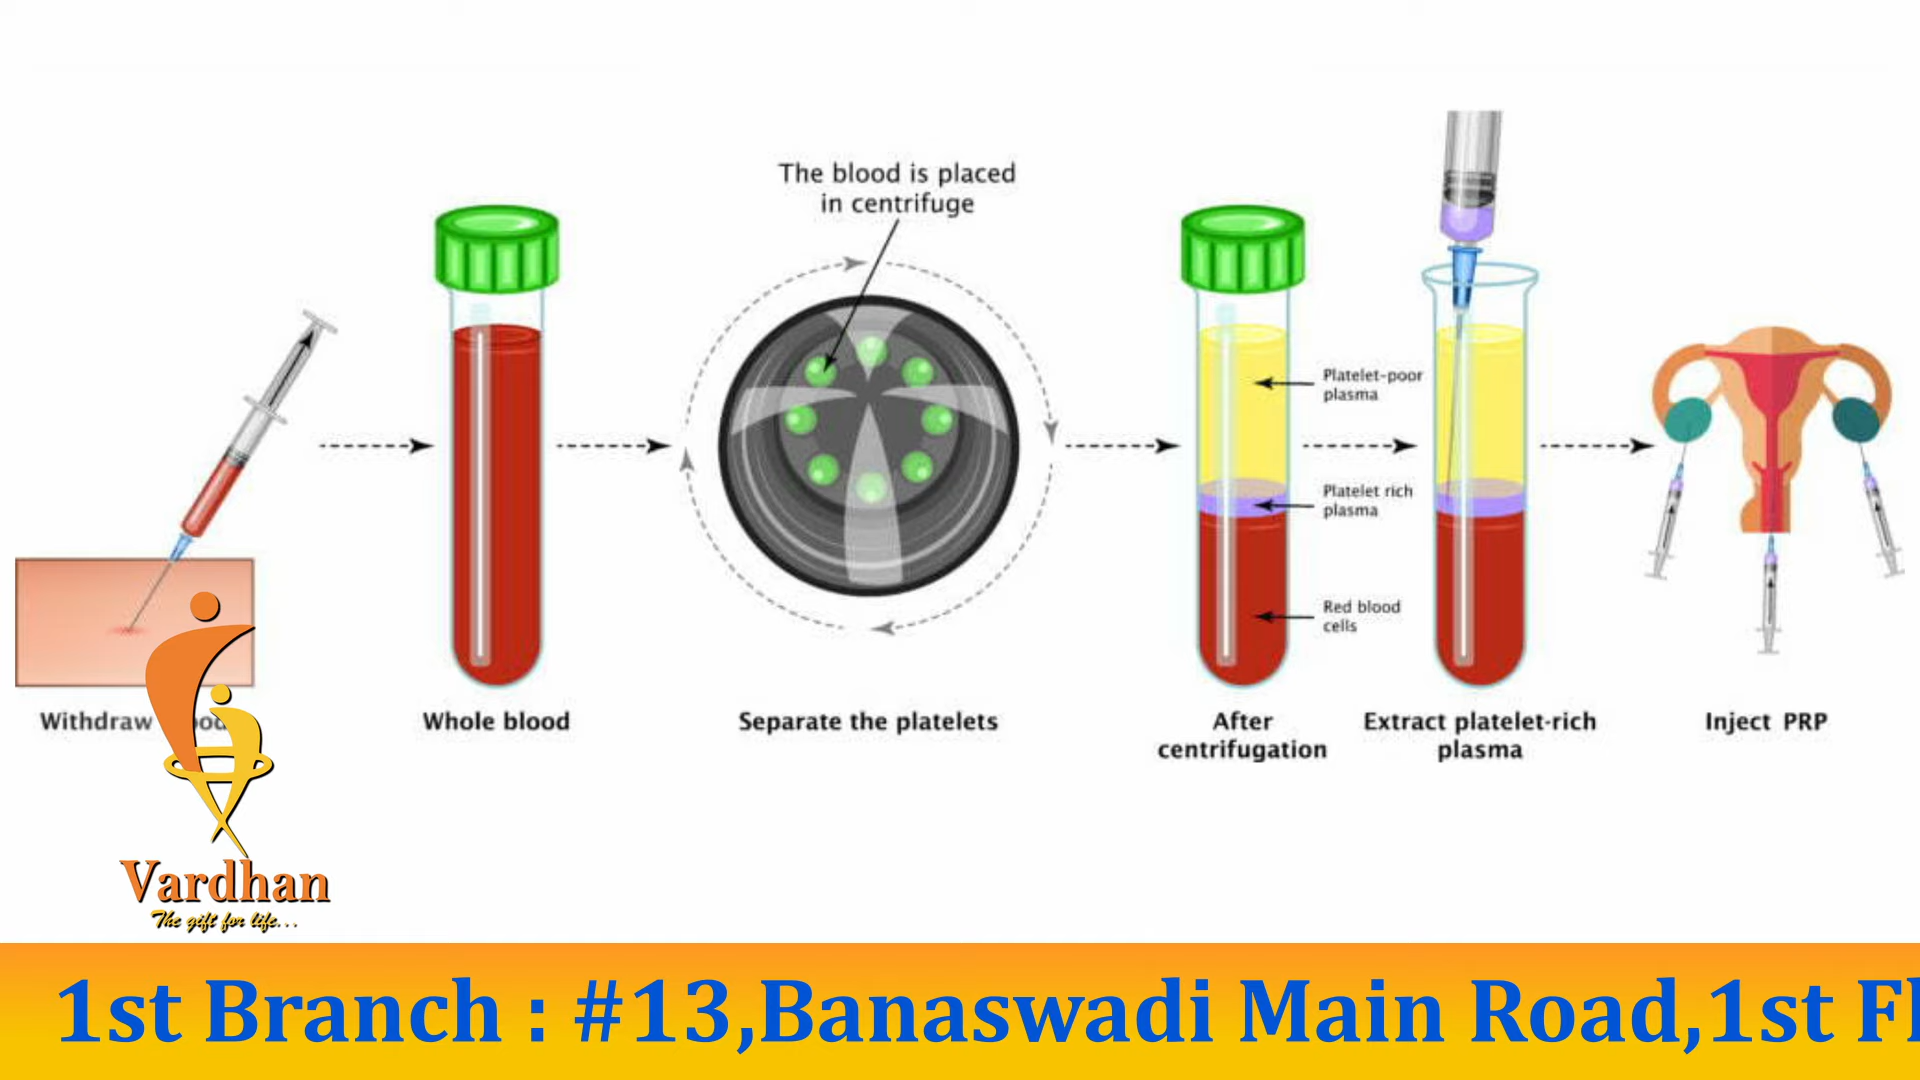 The blood is placed
in centrifuge
Platelet-poor
plasma
Platelet rich
plasma
Red blood
cells
Withdraw
Whole blood
Separate the platelets
After
centrifugation
Extract platelet-rich
plasma
Inject PRP
Vardhan
The gift for life...
1st Branch : #13,Banaswadi Main Road,1st